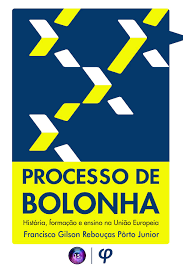 PROCESSO DE
BOLONHA
História, formação e ensino na União Europeia
Francisco Gilson Rebouças Pôrto Junior
φ